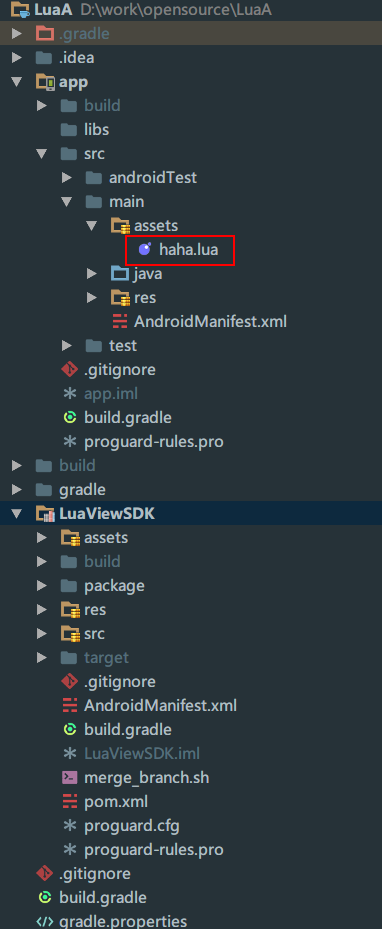 LuaA D:\work\opensource\LuaA
.gradle
.idea
app
build
libs
src
androidTest
main
assets
haha.lua
java
res
AndroidManifest.xml
test
.gitignore
app.iml
build.gradle
proguard-rules.pro
build
gradle
LuaViewSDK
assets
build
package
res
src
target
.gitignore
AndroidManifest.xml
build.gradle
LuaViewSDK.iml
merge_branch.sh
pom.xml
proguard.cfg
proguard-rules.pro
.gitignore
build.gradle
gradle.properties